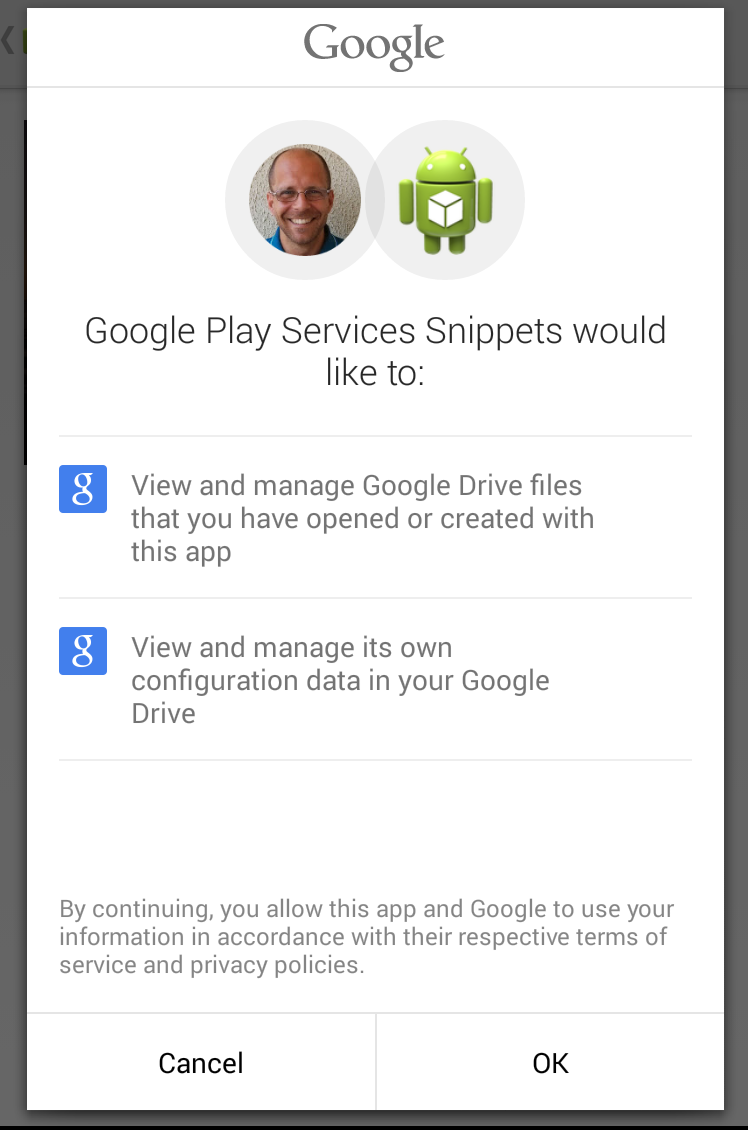 Google
Google Play Services Snippets would
like to:
g
View and manage Google Drive files
that you have opened or created with
this app
g
View and manage its own
configuration data in your Google
Drive
By continuing, you allow this app and Google to use your
information in accordance with their respective terms of
service and privacy policies.
Cancel
OK